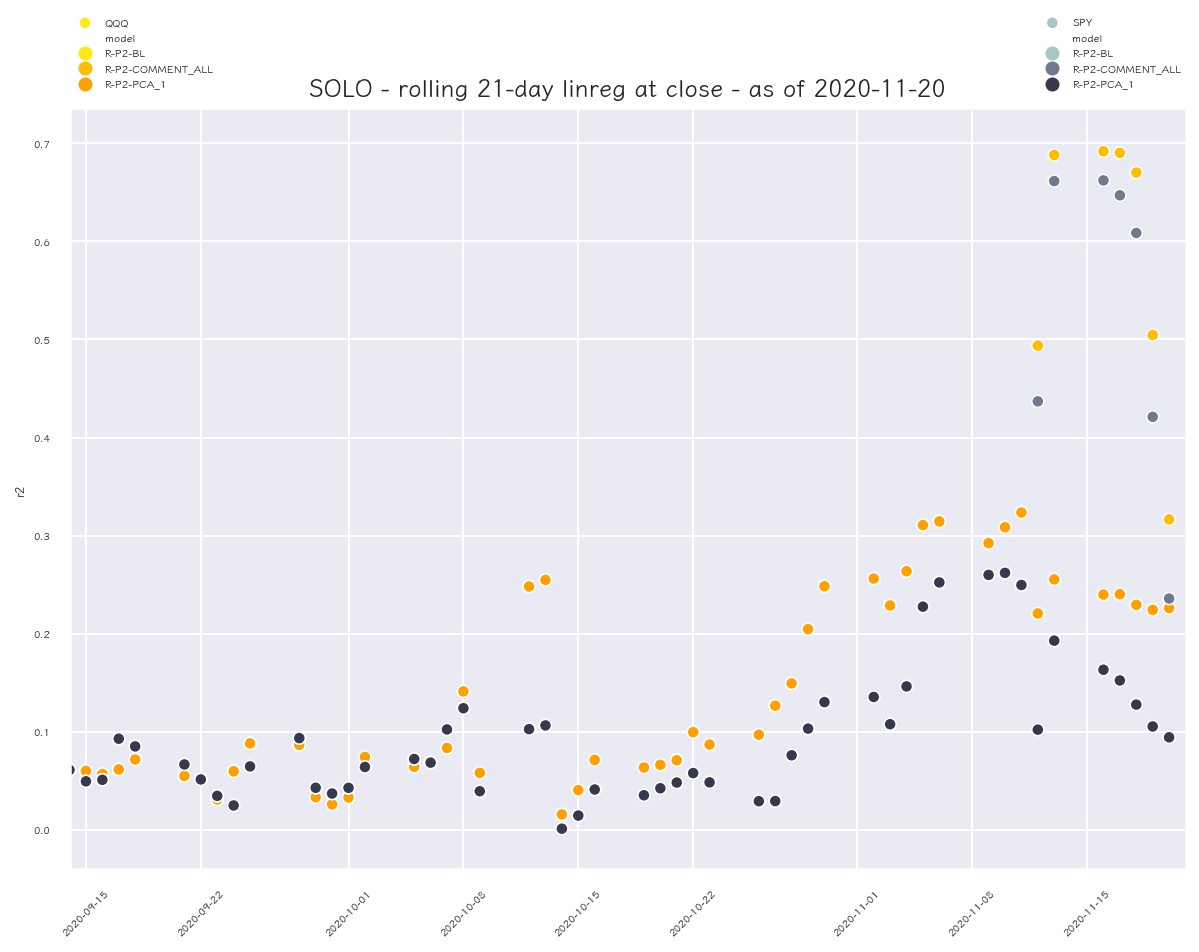 QQQ
model
R-P2-BL
R-P2-COMMENT_ALL
R-P2-PCA_1
SPY
model
R-P2-BL
R-P2-COMMENT_ALL
R-P2-PCA_1
SOLO - rolling 21-day linreg at close - as of 2020-11-20
0.7
0.6
0.5
0.4
0.3
0.2
0.1
0.0
r2
2020-09-15
2020-09-22
2020-10-01
2020-10-08
2020-10-15
2020-10-22
2020-11-01
2020-11-08
2020-11-15